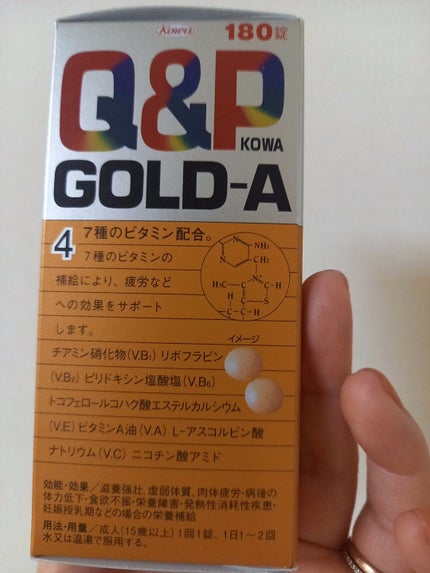 Kowa
180錠
Q&P
KOWA
GOLD-A
4 7種のビタミン配合。
7種のビタミンの
補給により、疲労など
への効果をサポート
します。
イメージ
チアミン硝化物(V.B₁) リボフラビン
(V.B₂) ピリドキシン塩酸塩(V.B₆)
トコフェロールコハク酸エステルカルシウム
(V.E) ビタミンA油(V.A) L-アスコルビン酸
ナトリウム(V.C) ニコチン酸アミド
効能・効果/滋養強壮、虚弱体質、肉体疲労・病後の
体力低下・食欲不振・栄養障害・発熱性消耗性疾患・
妊娠授乳期などの場合の栄養補給
用法・用量/成人(15歳以上)1回1錠、1日1〜2回
水又は温湯で服用する。